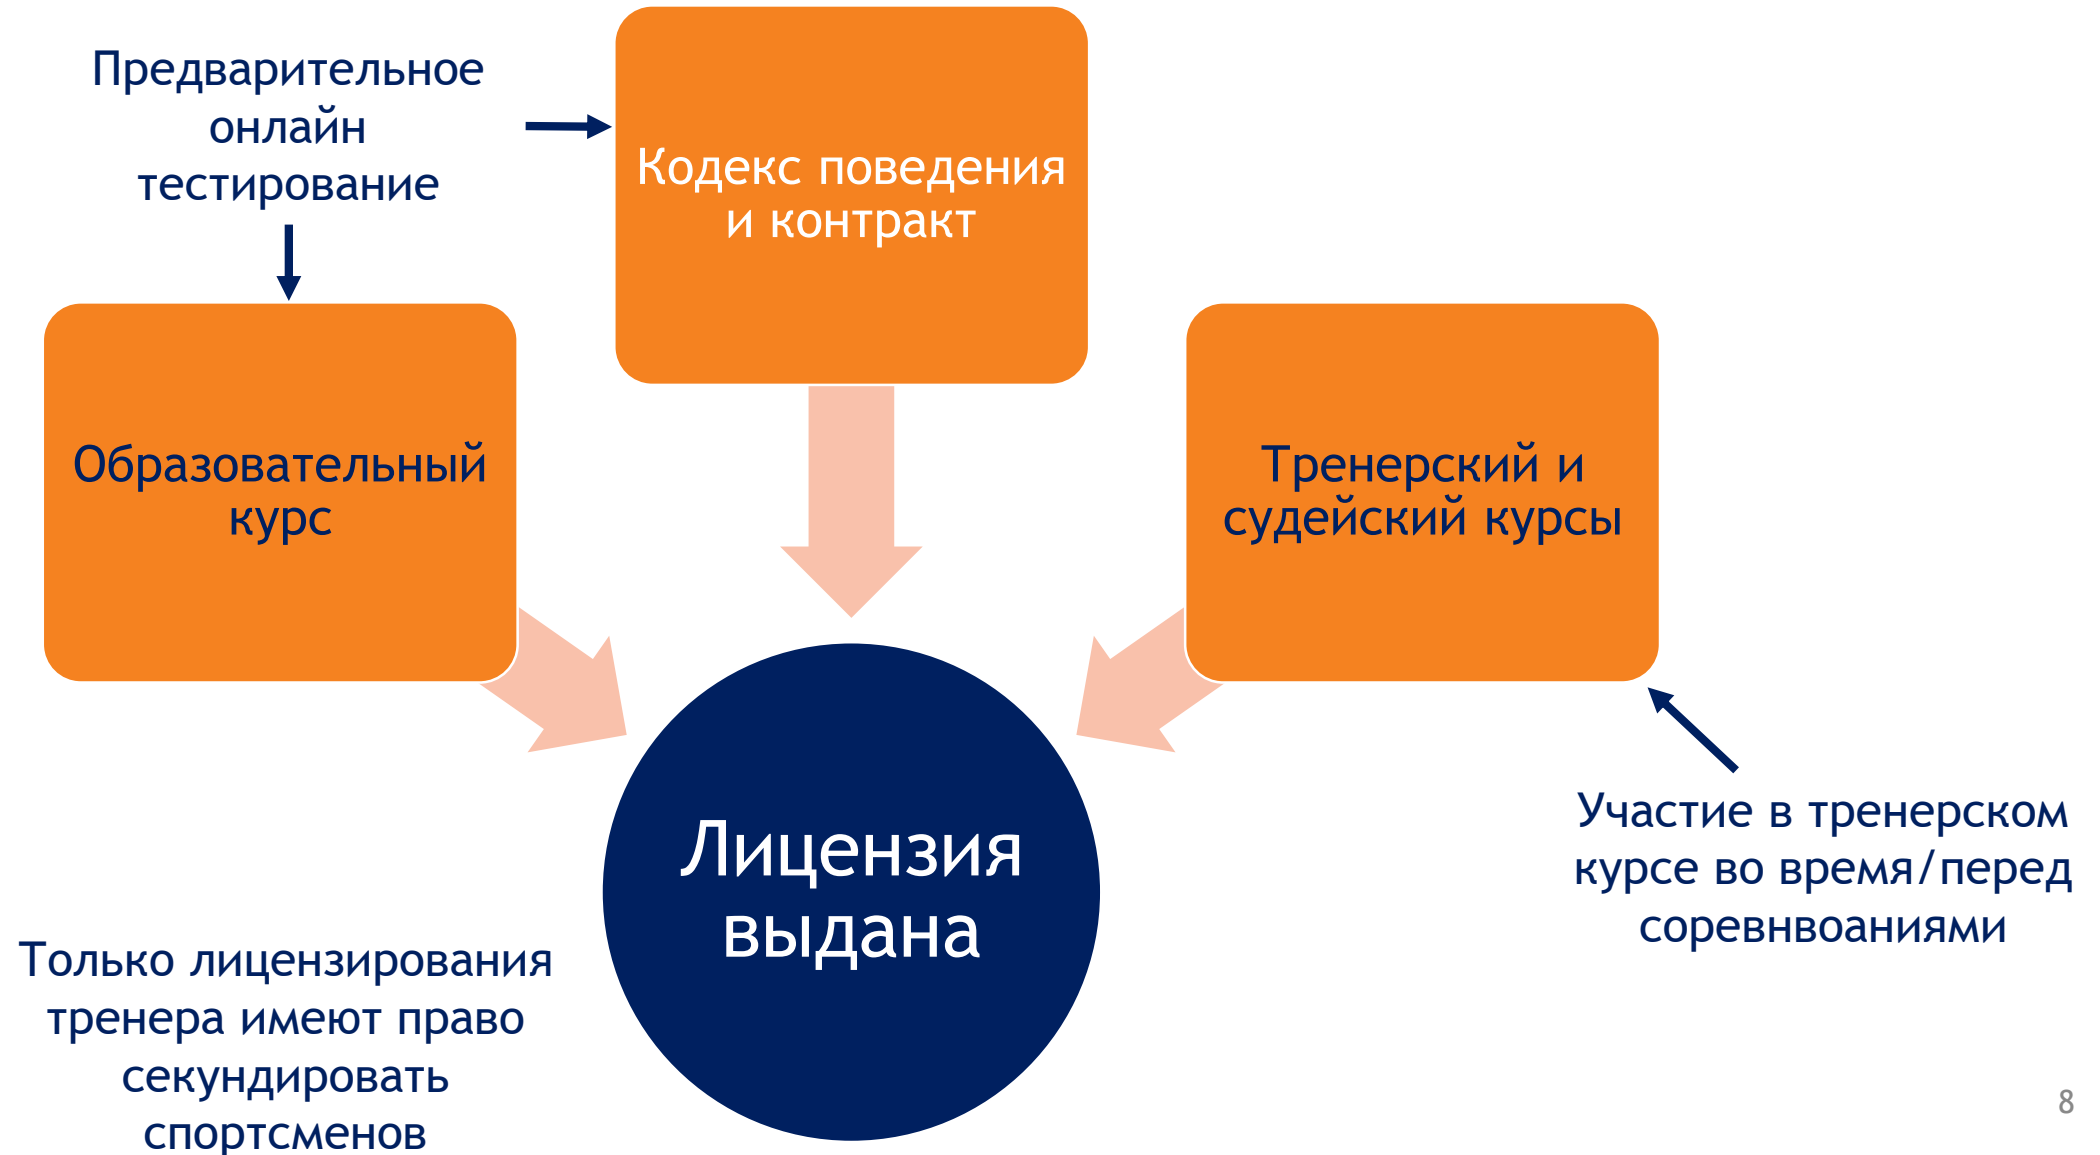 Предварительное
онлайн
тестирование
Кодекс поведения
и контракт
Образовательный
курс
Тренерский и
судейский курсы
Лицензия
выдана
Участие в тренерском
курсе во время/перед
соревнвоаниями
Только лицензирования
тренера имеют право
секундировать
спортсменов
8